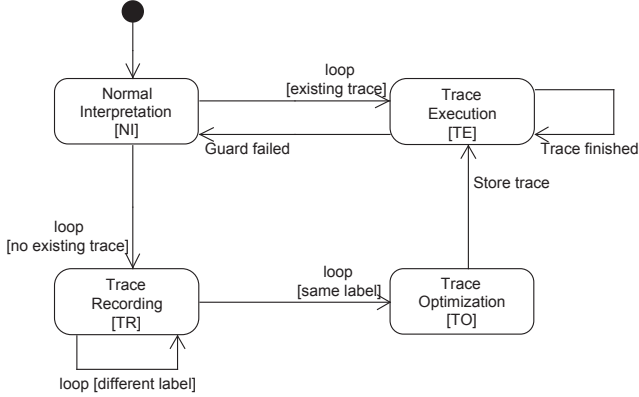 Normal
Interpretation
[NI]
loop
[existing trace]
Trace
Execution
[TE]
Guard failed
Trace finished
Store trace
loop
[no existing trace]
Trace
Recording
[TR]
loop
[same label]
Trace
Optimization
[TO]
loop [different label]